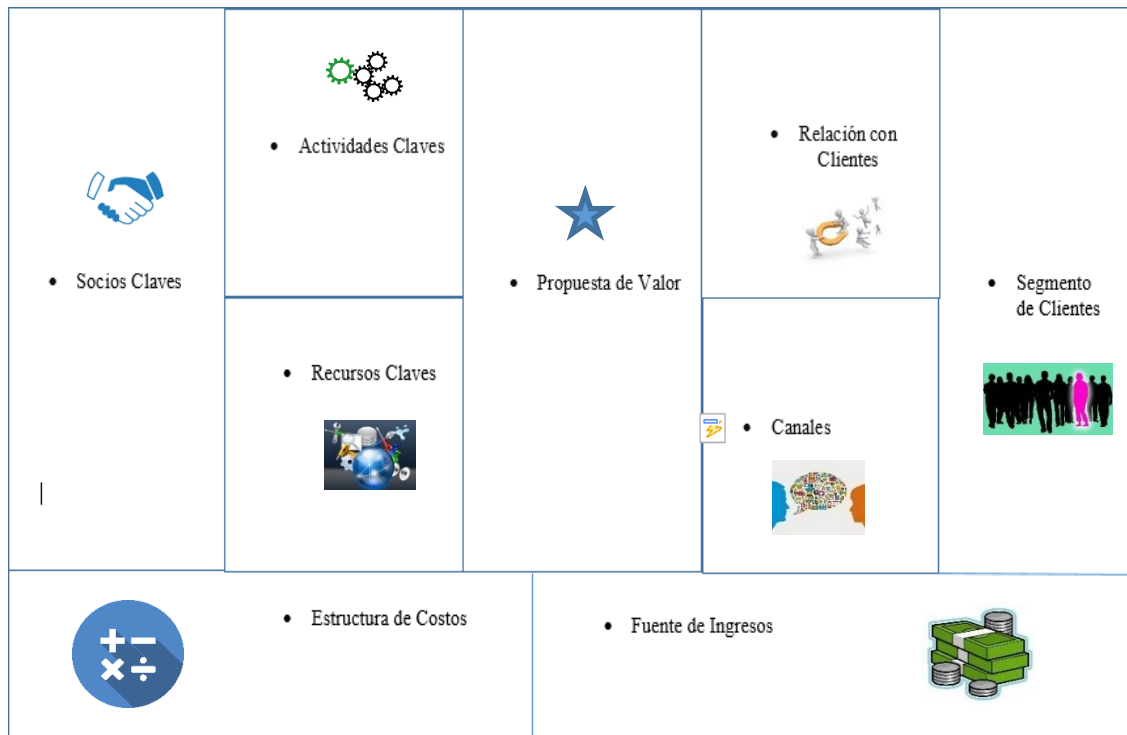 • Socios Claves
• Actividades Claves
• Recursos Claves
• Propuesta de Valor
• Relación con
Clientes
• Canales
• Segmento
de Clientes
• Estructura de Costos
• Fuente de Ingresos